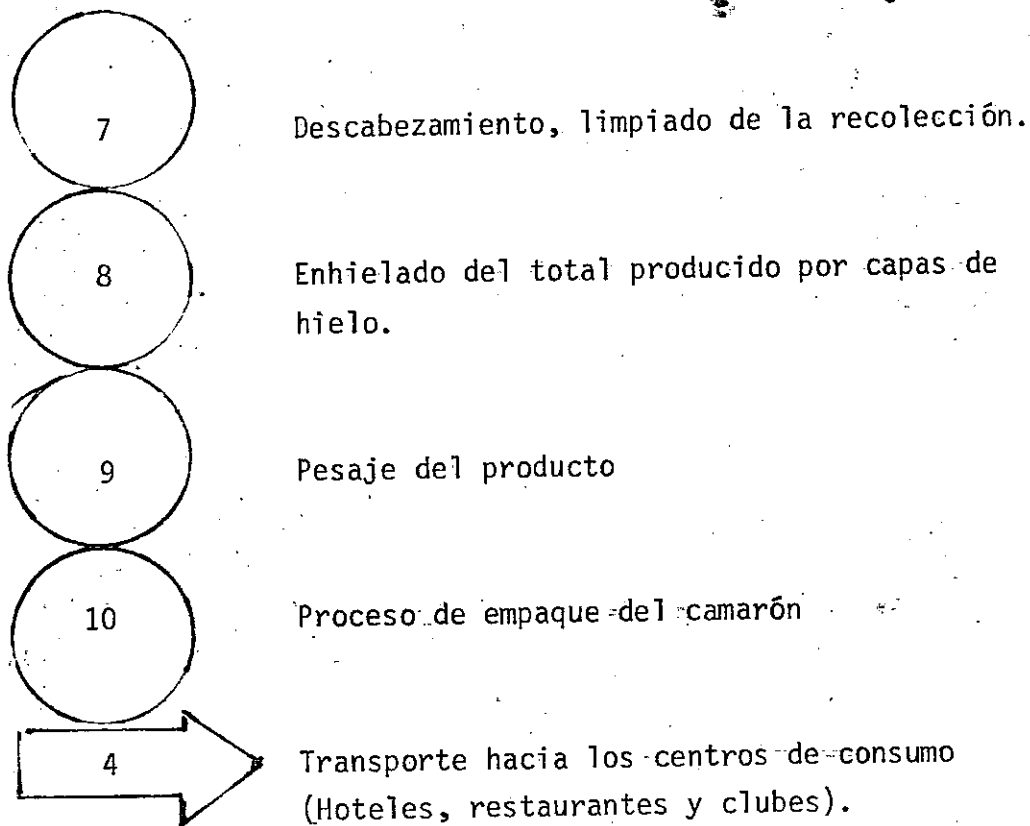 7 Descabezamiento, limpiado de la recolección.
8 Enhielado del total producido por capas de
hielo.
9 Pesaje del producto
10 Proceso de empaque del camarón
4 Transporte hacia los centros de consumo
(Hoteles, restaurantes y clubes).